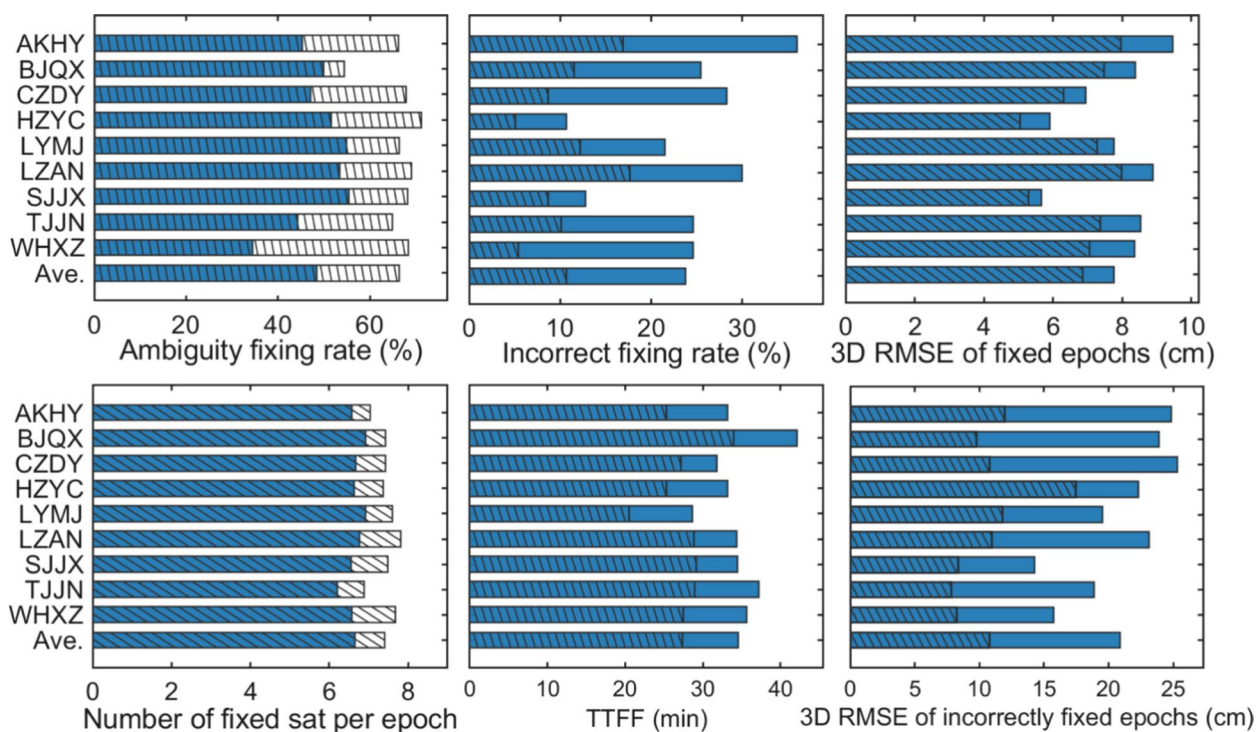 AKHY
BJQX
CZDY
HZYC
LYMJ
LZAN
SJJX
TJJN
WHXZ
Ave.
0 20 40 60
Ambiguity fixing rate (%)
0 10 20 30
Incorrect fixing rate (%)
0 2 4 6 8 10
3D RMSE of fixed epochs (cm)
AKHY
BJQX
CZDY
HZYC
LYMJ
LZAN
SJJX
TJJN
WHXZ
Ave.
0 2 4 6 8
Number of fixed sat per epoch
0 10 20 30 40
TTFF (min)
0 5 10 15 20 25
3D RMSE of incorrectly fixed epochs (cm)